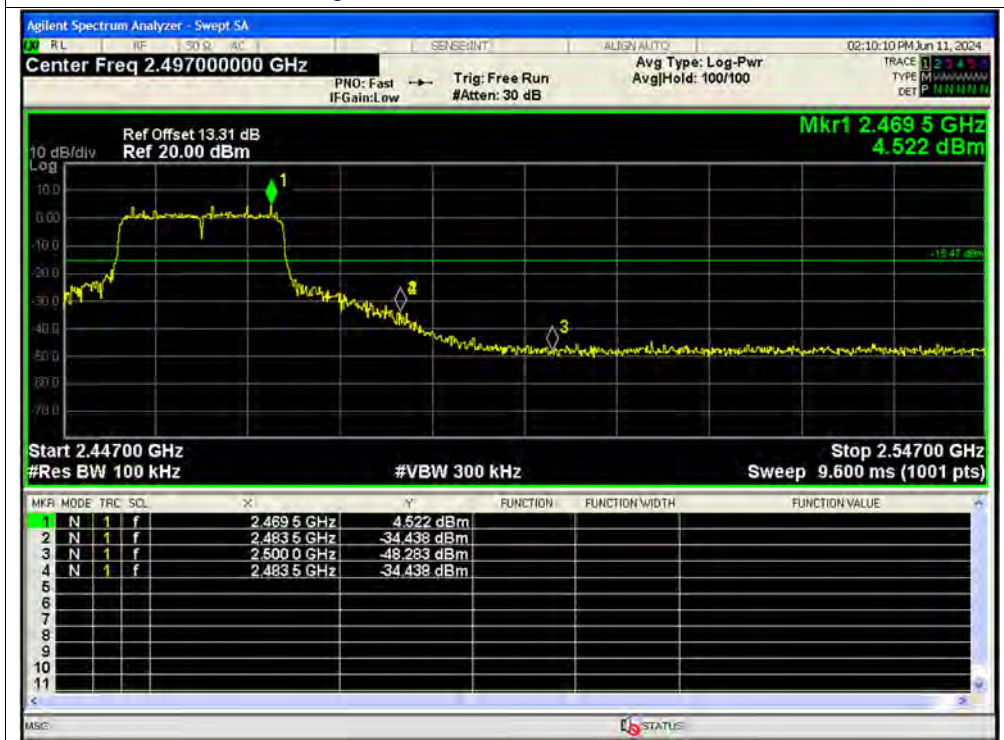 Agilent Spectrum Analyzer - Swept SA
RL RF 50 Ω AC SENSE:INT ALIGN AUTO 02:10:10 PM Jun 11, 2024
Center Freq 2.497000000 GHz
PNO: Fast
IFGain:Low
Trig: Free Run
#Atten: 30 dB
Avg Type: Log-Pwr
Avg|Hold: 100/100
TRACE 1 2 3 4 5 6
TYPE M
DET P N N N N N
Ref Offset 13.31 dB
10 dB/div Ref 20.00 dBm
Log
Mkr1 2.469 5 GHz
4.522 dBm
1
10.0
0.00
-10.0
-15.47 dBm
-20.0
-30.0
-40.0
3
-50.0
-60.0
-70.0
Start 2.44700 GHz Stop 2.54700 GHz
#Res BW 100 kHz #VBW 300 kHz Sweep 9.600 ms (1001 pts)
MKR MODE TRC SCL X Y FUNCTION FUNCTION WIDTH FUNCTION VALUE
1 N 1 f 2.469 5 GHz 4.522 dBm
2 N 1 f 2.483 5 GHz -34.438 dBm
3 N 1 f 2.500 0 GHz -48.283 dBm
4 N 1 f 2.483 5 GHz -34.438 dBm
5
6
7
8
9
10
11
MSG STATUS